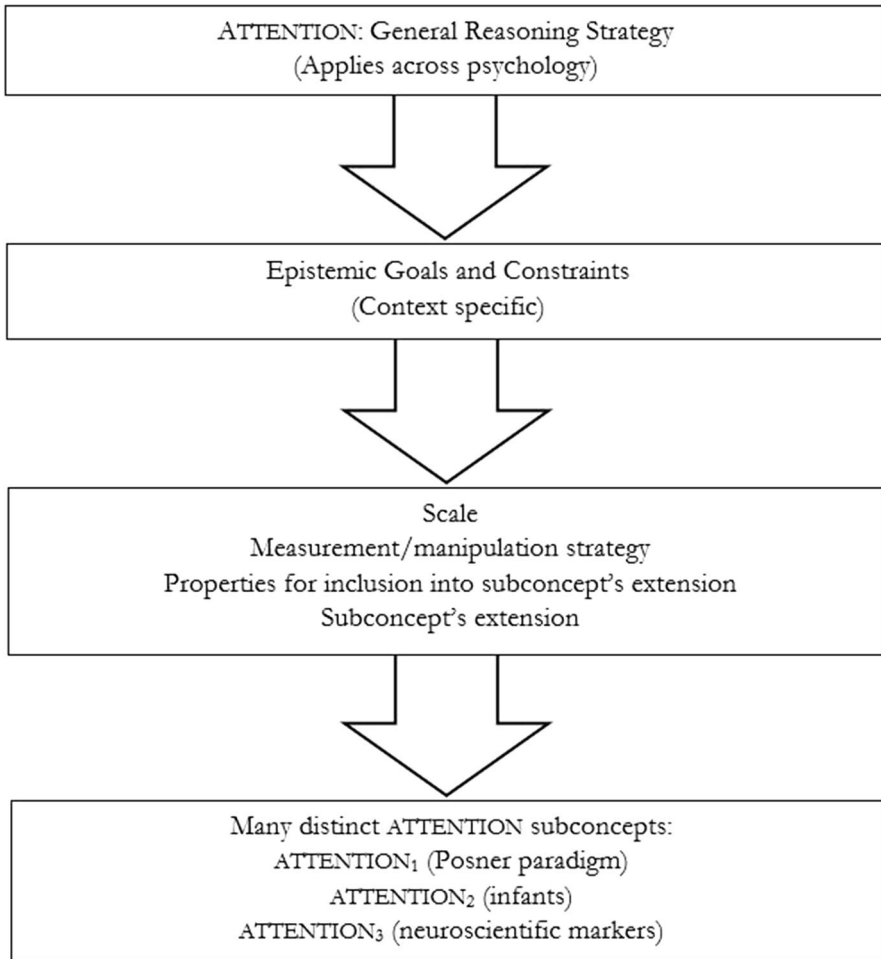 ATTENTION: General Reasoning Strategy
(Applies across psychology)
Epistemic Goals and Constraints
(Context specific)
Scale
Measurement/manipulation strategy
Properties for inclusion into subconcept’s extension
Subconcept’s extension
Many distinct ATTENTION subconcepts:
ATTENTION₁ (Posner paradigm)
ATTENTION₂ (infants)
ATTENTION₃ (neuroscientific markers)